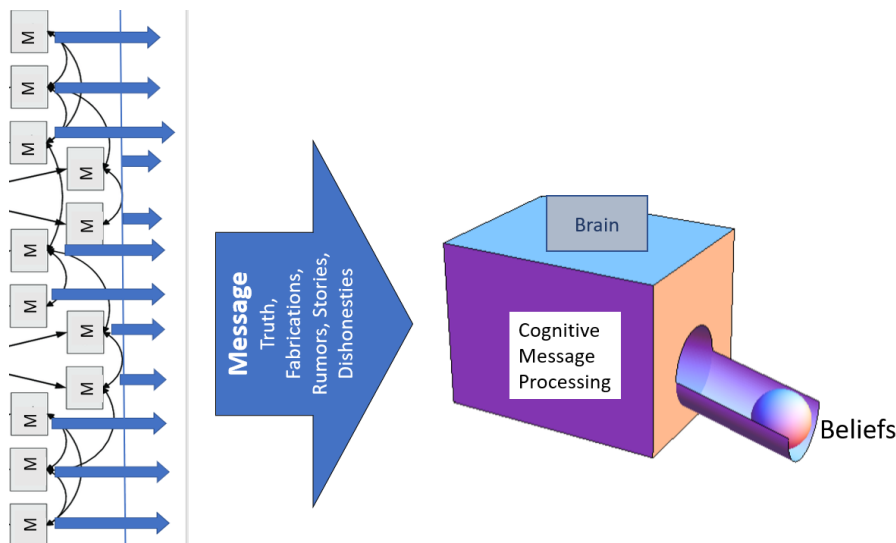 M
M
M
M
M
M
M
M
M
M
M
M
Message
Truth,
Fabrications,
Rumors, Stories,
Dishonesties
Brain
Cognitive
Message
Processing
Beliefs